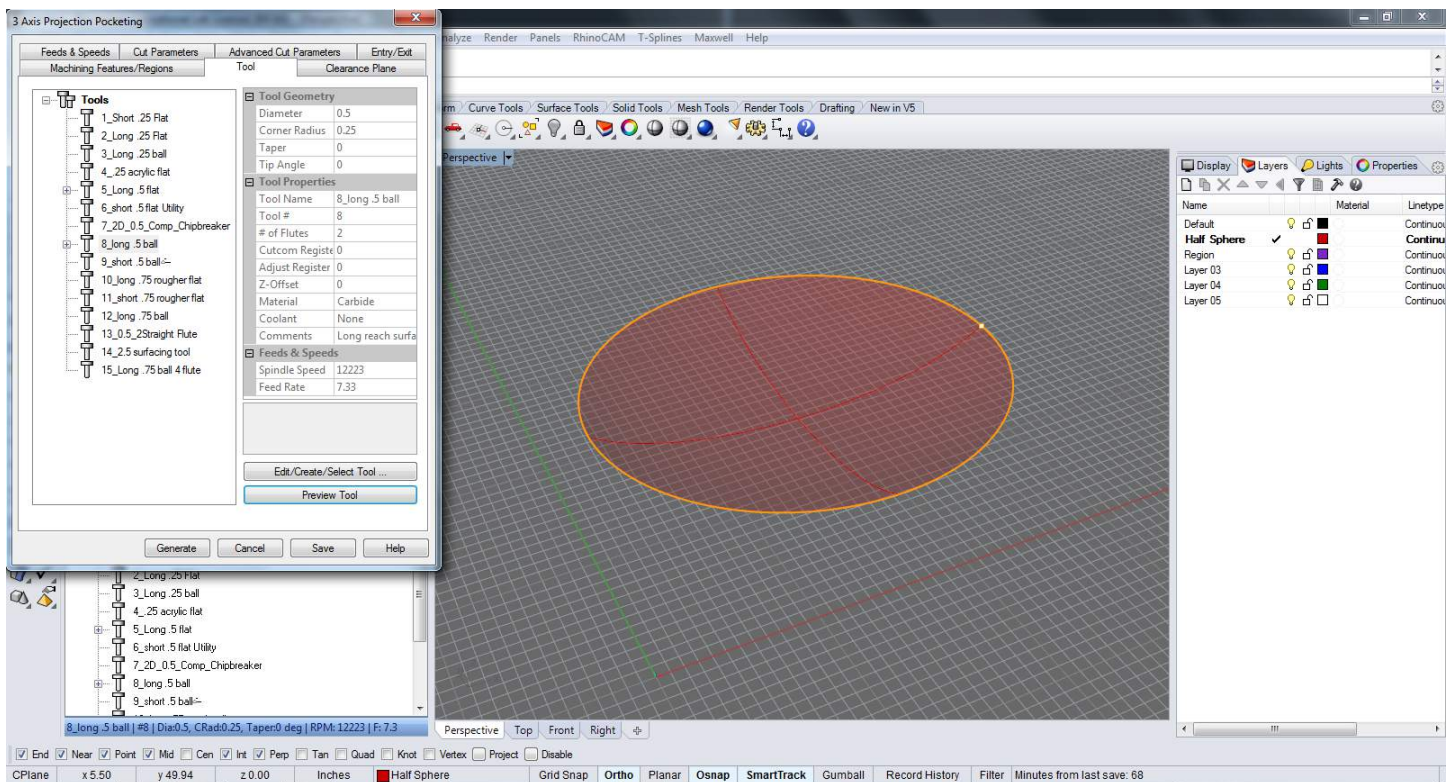 3 Axis Projection Pocketing
Feeds & Speeds Cut Parameters Advanced Cut Parameters Entry/Exit
Machining Features/Regions Tool Clearance Plane
Tools
1_Short .25 Flat
2_Long .25 Flat
3_Long .25 ball
4_.25 acrylic flat
5_Long .5 flat
6_short .5 flat Utility
7_2D_0.5_Comp_Chipbreaker
8_long .5 ball
9_short .5 ball
10_long .75 rougher flat
11_short .75 rougher flat
12_long .75 ball
13_0.5_2Straight Flute
14_2.5 surfacing tool
15_Long .75 ball 4 flute
Tool Geometry
Diameter 0.5
Corner Radius 0.25
Taper 0
Tip Angle 0
Tool Properties
Tool Name 8_long .5 ball
Tool # 8
# of Flutes 2
Cutcom Registe 0
Adjust Register 0
Z-Offset 0
Material Carbide
Coolant None
Comments Long reach surfa
Feeds & Speeds
Spindle Speed 12223
Feed Rate 7.33
Edit/Create/Select Tool ...
Preview Tool
Generate Cancel Save Help
nalyze Render Panels RhinoCAM T-Splines Maxwell Help
rm Curve Tools Surface Tools Solid Tools Mesh Tools Render Tools Drafting New in V5
Perspective
Display Layers Lights Properties
Name Material Linetype
Default Continuou
Half Sphere Continu
Region Continuou
Layer 03 Continuou
Layer 04 Continuou
Layer 05 Continuou
2_Long .25 Flat
3_Long .25 ball
4_.25 acrylic flat
5_Long .5 flat
6_short .5 flat Utility
7_2D_0.5_Comp_Chipbreaker
8_long .5 ball
9_short .5 ball
8_long .5 ball | #8 | Dia:0.5, CRad:0.25, Taper:0 deg | RPM: 12223 | F: 7.3
Perspective Top Front Right
End Near Point Mid Cen Int Perp Tan Quad Knot Vertex Project Disable
CPlane x 5.50 y 49.94 z 0.00 Inches Half Sphere Grid Snap Ortho Planar Osnap SmartTrack Gumball Record History Filter Minutes from last save: 68